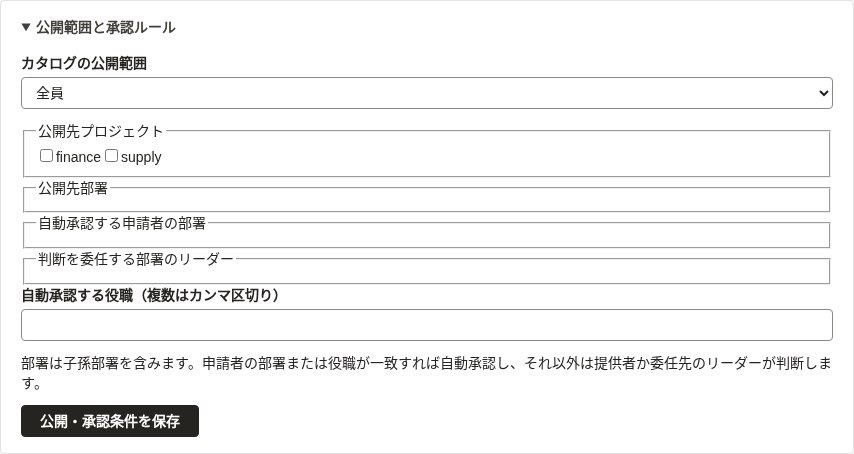 ▼ 公開範囲と承認ルール
カタログの公開範囲
全員
公開先プロジェクト
finance supply
公開先部署
自動承認する申請者の部署
判断を委任する部署のリーダー
自動承認する役職（複数はカンマ区切り）
部署は子孫部署を含みます。申請者の部署または役職が一致すれば自動承認し、それ以外は提供者か委任先のリーダーが判断しま
す。
公開・承認条件を保存